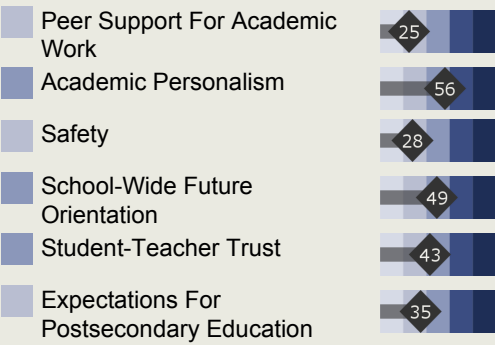 Peer Support For Academic
Work
25
Academic Personalism
56
Safety
28
School-Wide Future
Orientation
49
Student-Teacher Trust
43
Expectations For
Postsecondary Education
35